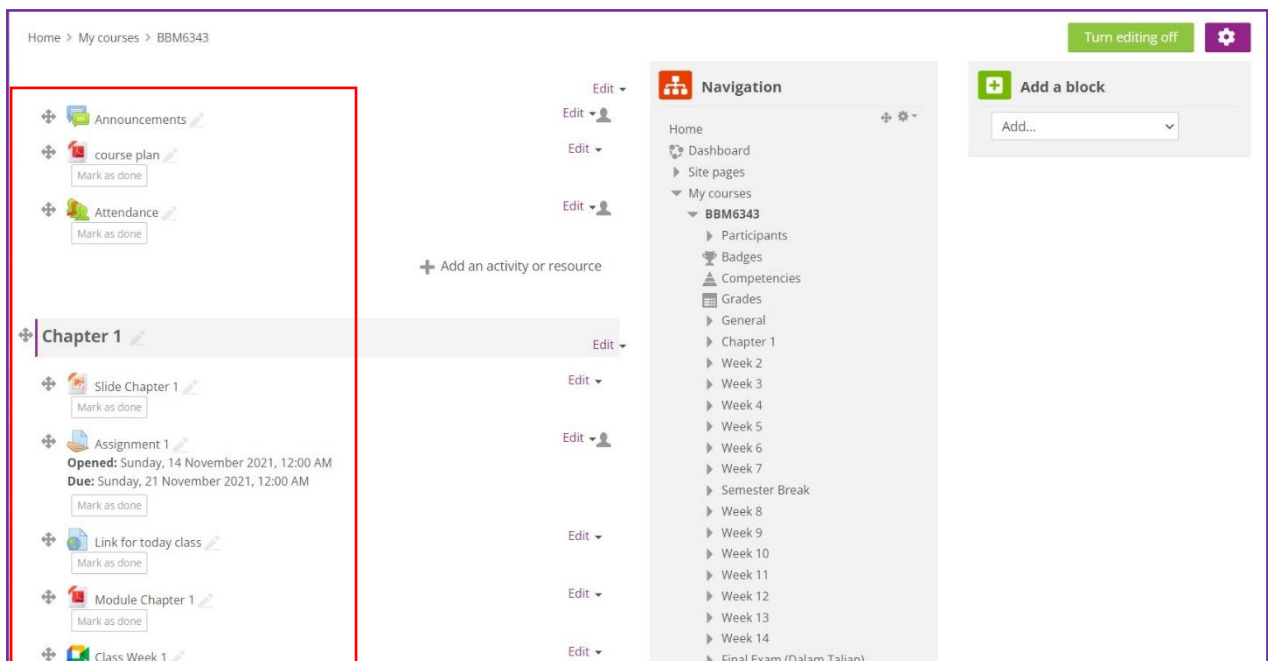 Home > My courses > BBM6343
Turn editing off
Edit
Announcements
Edit
course plan
Edit
Mark as done
Attendance
Edit
Mark as done
Add an activity or resource
Chapter 1
Edit
Slide Chapter 1
Edit
Mark as done
Assignment 1
Edit
Opened: Sunday, 14 November 2021, 12:00 AM
Due: Sunday, 21 November 2021, 12:00 AM
Mark as done
Link for today class
Edit
Mark as done
Module Chapter 1
Edit
Mark as done
Class Week 1
Edit
Navigation
Home
Dashboard
Site pages
My courses
BBM6343
Participants
Badges
Competencies
Grades
General
Chapter 1
Week 2
Week 3
Week 4
Week 5
Week 6
Week 7
Semester Break
Week 8
Week 9
Week 10
Week 11
Week 12
Week 13
Week 14
Final Exam (Dalam Talian)
Add a block
Add...